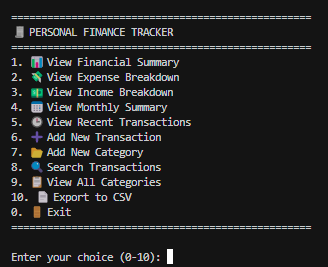 ==================================================
🧾 PERSONAL FINANCE TRACKER
==================================================
1. 📊 View Financial Summary
2. 💸 View Expense Breakdown
3. 💵 View Income Breakdown
4. 📅 View Monthly Summary
5. 🕒 View Recent Transactions
6. ➕ Add New Transaction
7. 📂 Add New Category
8. 🔍 Search Transactions
9. 📋 View All Categories
10. 📄 Export to CSV
0. 🚪 Exit
==================================================
Enter your choice (0-10):